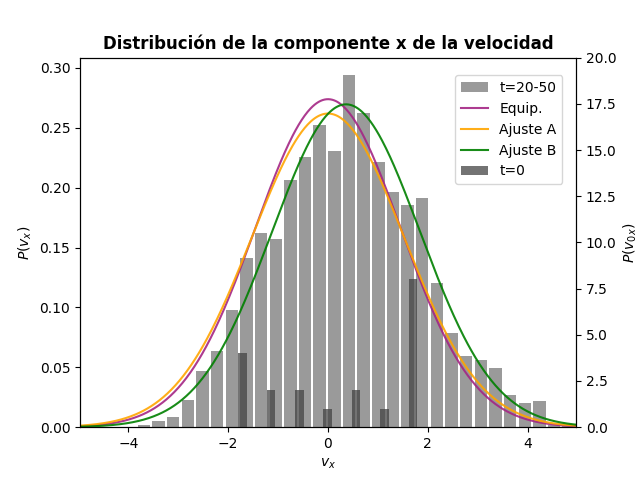 Distribución de la componente x de la velocidad
0.30
0.25
0.20
0.15
0.10
0.05
0.00
P(vₓ)
20.0
17.5
15.0
12.5
10.0
7.5
5.0
2.5
0.0
P(v₀ₓ)
t=20-50
Equip.
Ajuste A
Ajuste B
t=0
−4
−2
0
2
4
vₓ